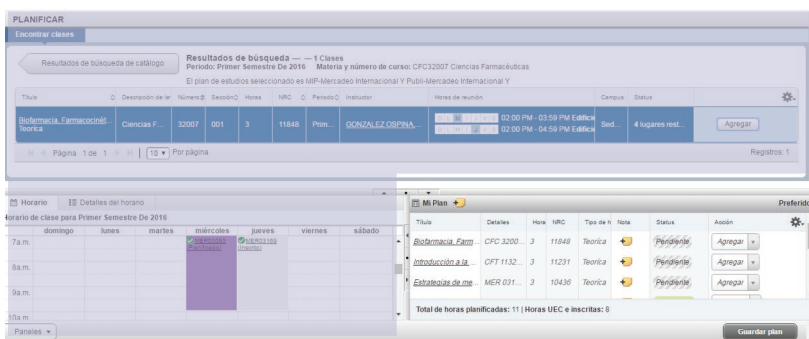 PLANIFICAR
Encontrar clases
Resultados de búsqueda de catálogo
Resultados de búsqueda — — 1 Clases
Periodo: Primer Semestre De 2016 Materia y número de curso: CFC32007 Ciencias Farmacéuticas
El plan de estudios seleccionado es MIP-Mercadeo Internacional Y Publi-Mercadeo Internacional Y
Título Descripción de la Número Sección Horas NRC Periodo Instructor Horas de reunión Campus Status
Biofarmacia, Farmacocinét... Ciencias F... 32007 001 3 11848 Prim... GONZALEZ OSPINA,... 02:00 PM - 03:59 PM Edificio Sed... 4 lugares rest... Agregar
Teorica 02:00 PM - 04:59 PM Edificio
Página 1 de 1 10 Por página Registros: 1
Horario Detalles del horario
Horario de clase para Primer Semestre De 2016
domingo lunes martes miércoles jueves viernes sábado
7a.m.
MER03169
(Inscrito)
8a.m.
9a.m.
10a.m.
Paneles
Mi Plan Preferido
Título Detalles Hora NRC Tipo de h Nota Status Acción
Biofarmacia, Farm... CFC 3200... 3 11848 Teorica Pendiente Agregar
Introducción a la ... CFT 1132... 3 11231 Teorica Pendiente Agregar
Estrategias de me... MER 031... 3 10436 Teorica Pendiente Agregar
Total de horas planificadas: 11 | Horas UEC e inscritas: 8
Guardar plan